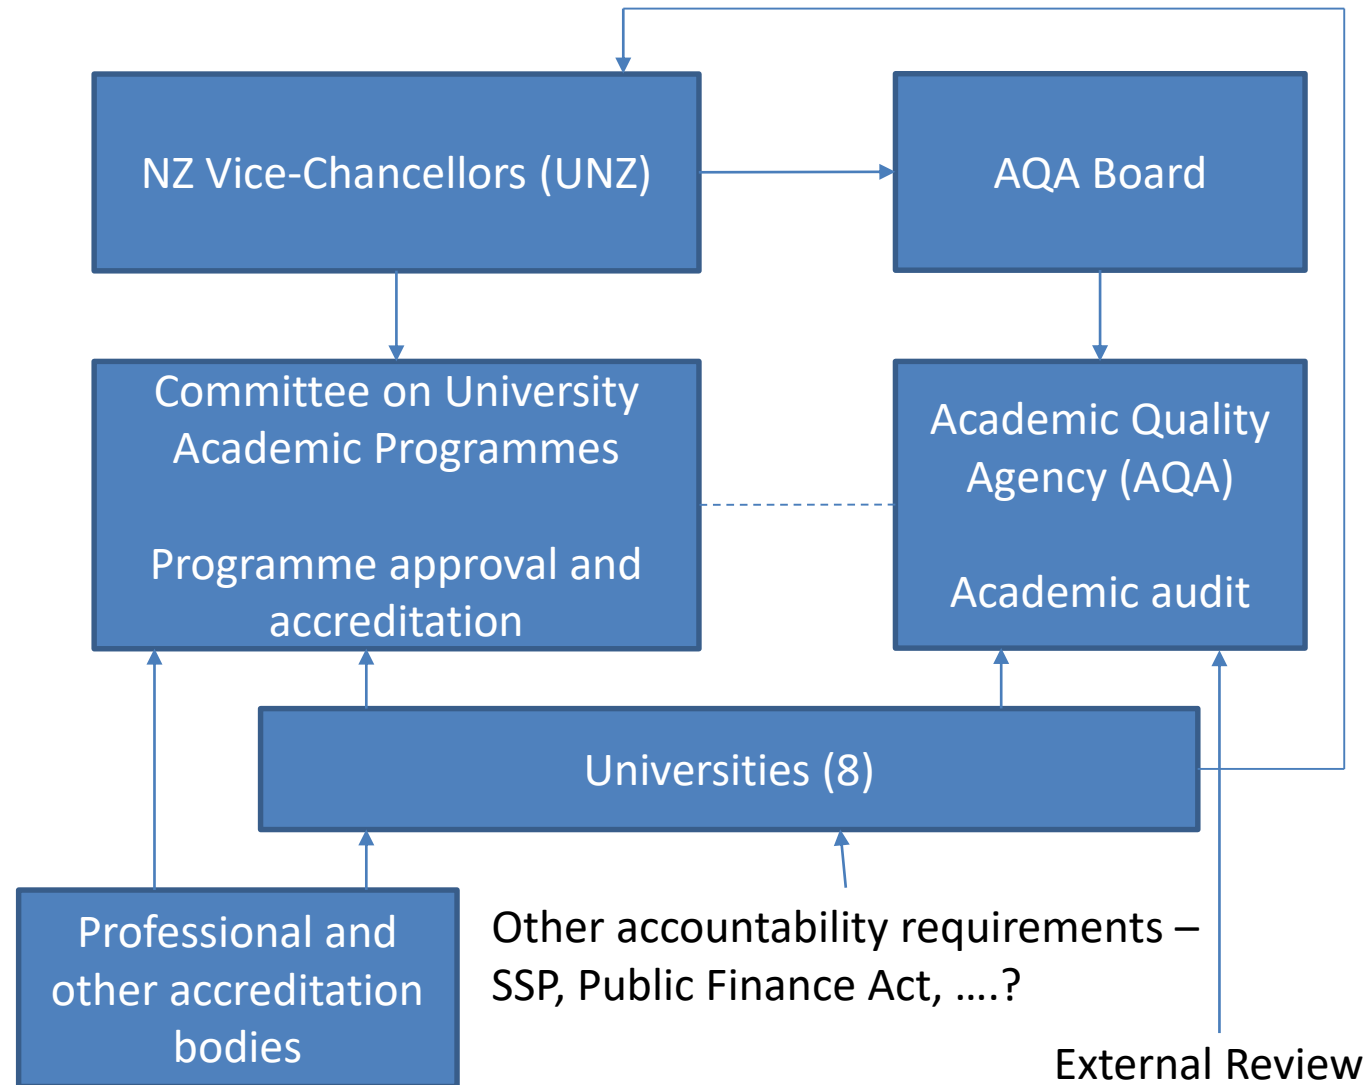 NZ Vice-Chancellors (UNZ)
AQA Board
Committee on University
Academic Programmes
Programme approval and
accreditation
Academic Quality
Agency (AQA)
Academic audit
Universities (8)
Professional and
other accreditation
bodies
Other accountability requirements –
SSP, Public Finance Act, ….?
External Review